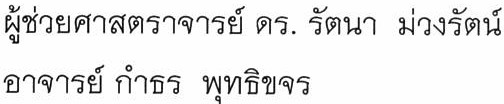 ผู้ช่วยศาสตราจารย์ ดร. รัตนา ม่วงรัตน์
อาจารย์ กำธร พุทธิขจร